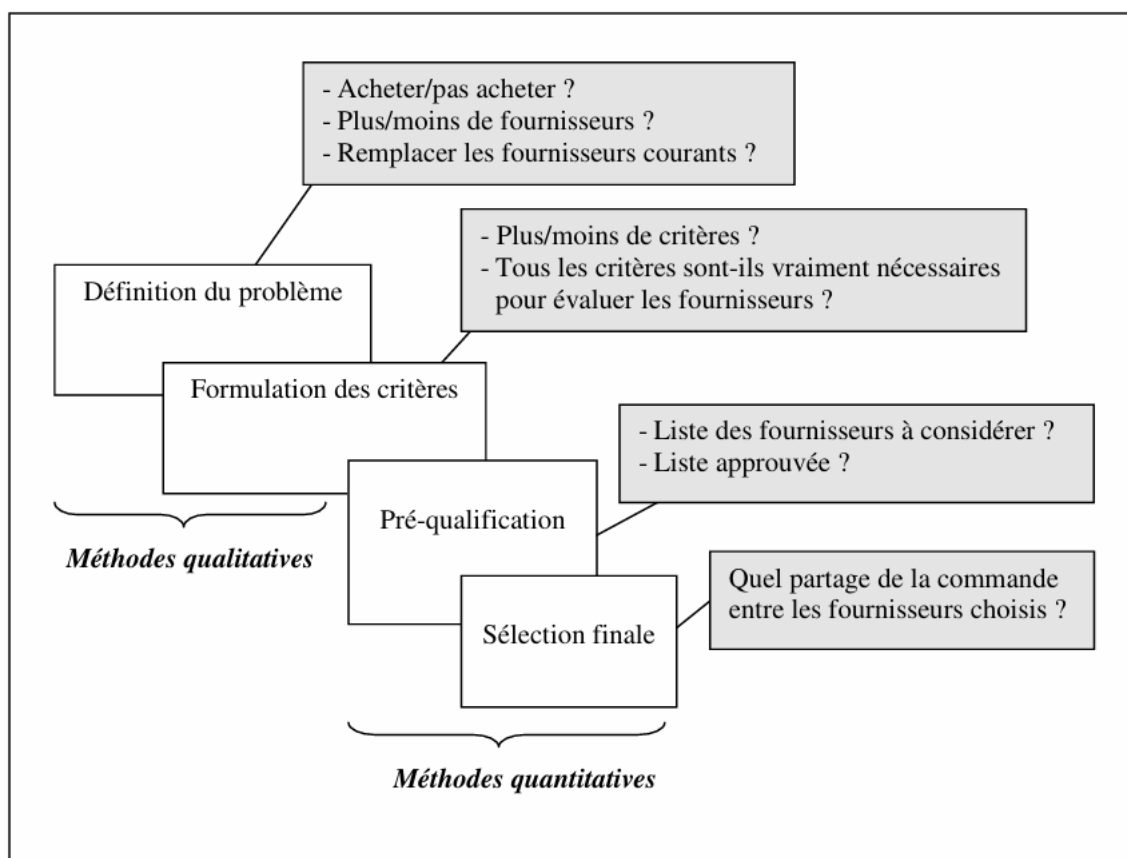 - Acheter/pas acheter ?
- Plus/moins de fournisseurs ?
- Remplacer les fournisseurs courants ?
- Plus/moins de critères ?
- Tous les critères sont-ils vraiment nécessaires
pour évaluer les fournisseurs ?
Définition du problème
Formulation des critères
- Liste des fournisseurs à considérer ?
- Liste approuvée ?
Pré-qualification
Méthodes qualitatives
Quel partage de la commande
entre les fournisseurs choisis ?
Sélection finale
Méthodes quantitatives